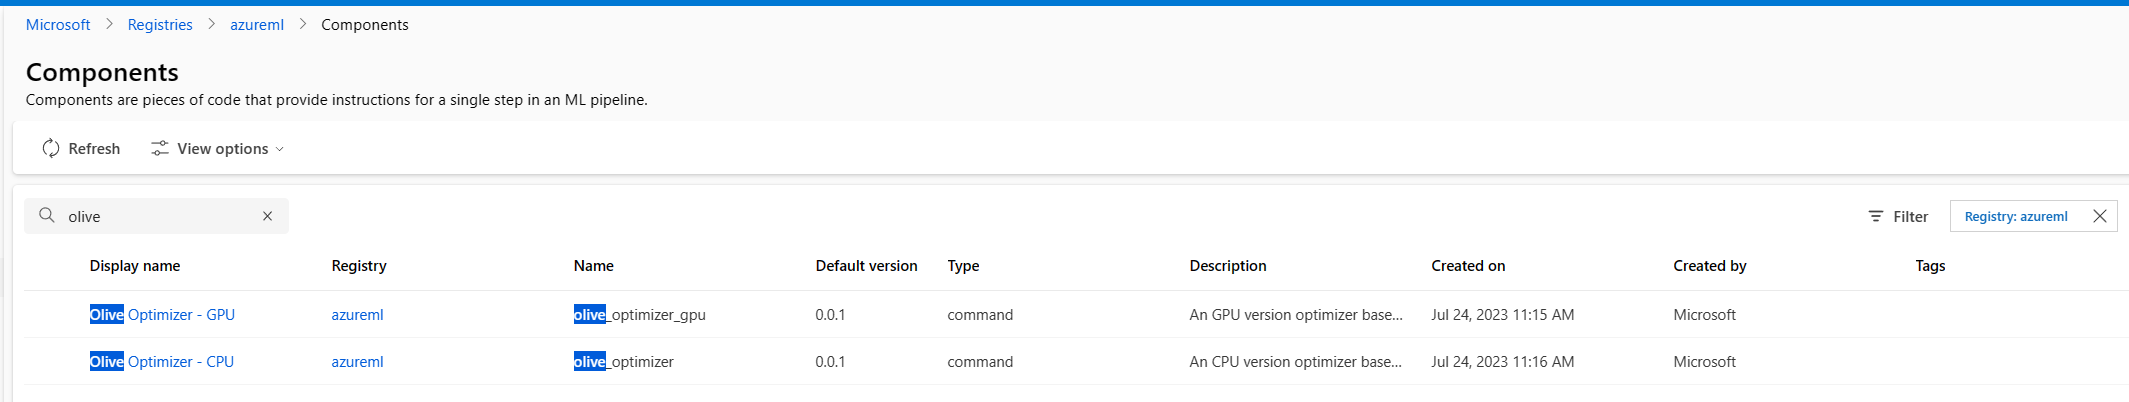 Microsoft > Registries > azureml > Components
Components
Components are pieces of code that provide instructions for a single step in an ML pipeline.
Refresh View options
olive
Filter Registry: azureml
Display name Registry Name Default version Type Description Created on Created by Tags
Olive Optimizer - GPU azureml olive_optimizer_gpu 0.0.1 command An GPU version optimizer base... Jul 24, 2023 11:15 AM Microsoft
Olive Optimizer - CPU azureml olive_optimizer 0.0.1 command An CPU version optimizer base... Jul 24, 2023 11:16 AM Microsoft